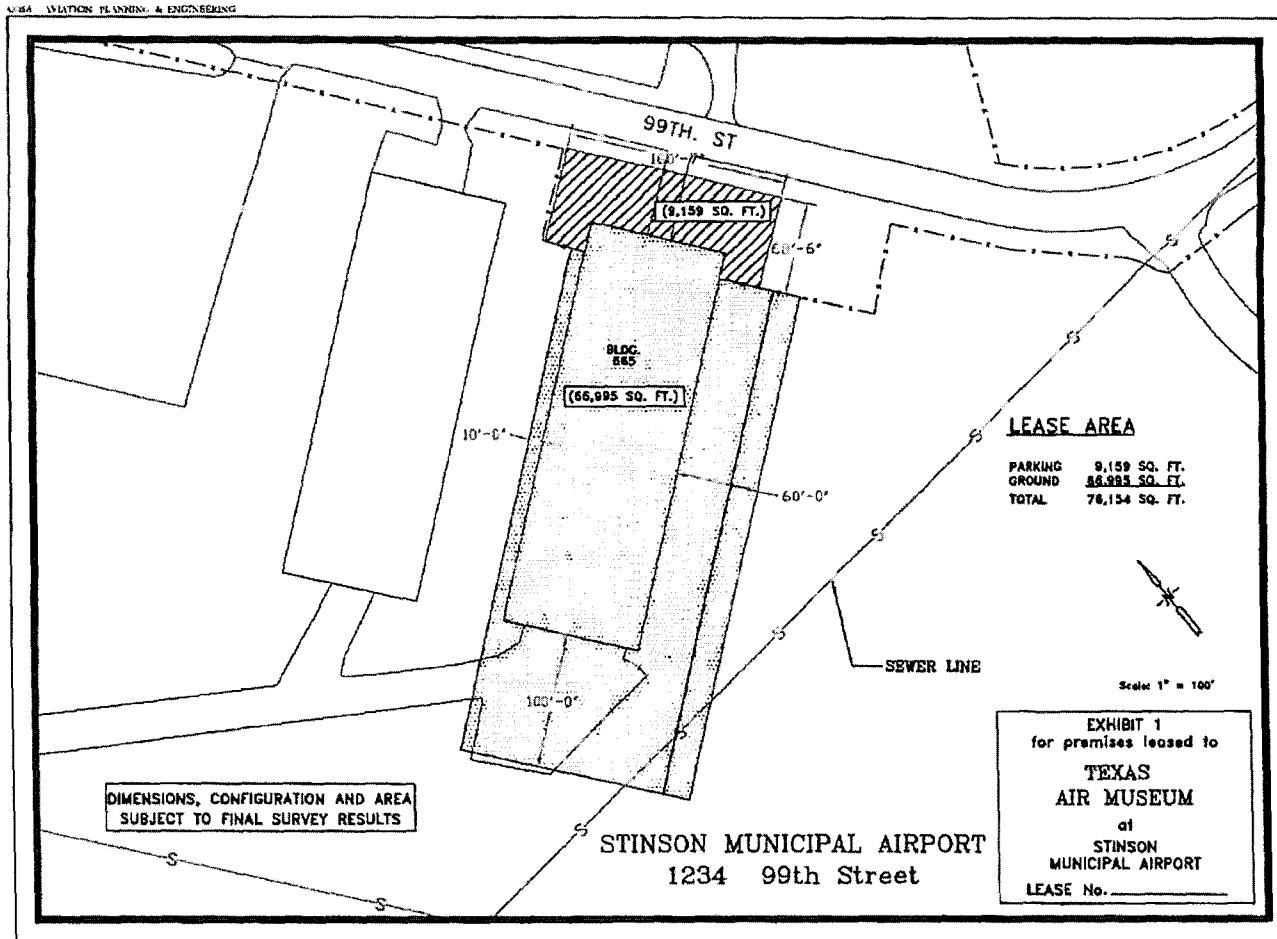 AVIATION PLANNING & ENGINEERING
99TH. ST
(9,159 SQ. FT.)
60'-6"
BLDG.
665
(66,995 SQ. FT.)
10'-0"
60'-0"
LEASE AREA
PARKING 9,159 SQ. FT.
GROUND 66,995 SQ. FT.
TOTAL 76,154 SQ. FT.
S
S
S
S
S
S
SEWER LINE
Scale: 1" = 100'
100'-0"
S
DIMENSIONS, CONFIGURATION AND AREA
SUBJECT TO FINAL SURVEY RESULTS
S
S
S
STINSON MUNICIPAL AIRPORT
1234 99th Street
EXHIBIT 1
for premises leased to
TEXAS
AIR MUSEUM
at
STINSON
MUNICIPAL AIRPORT
LEASE No.